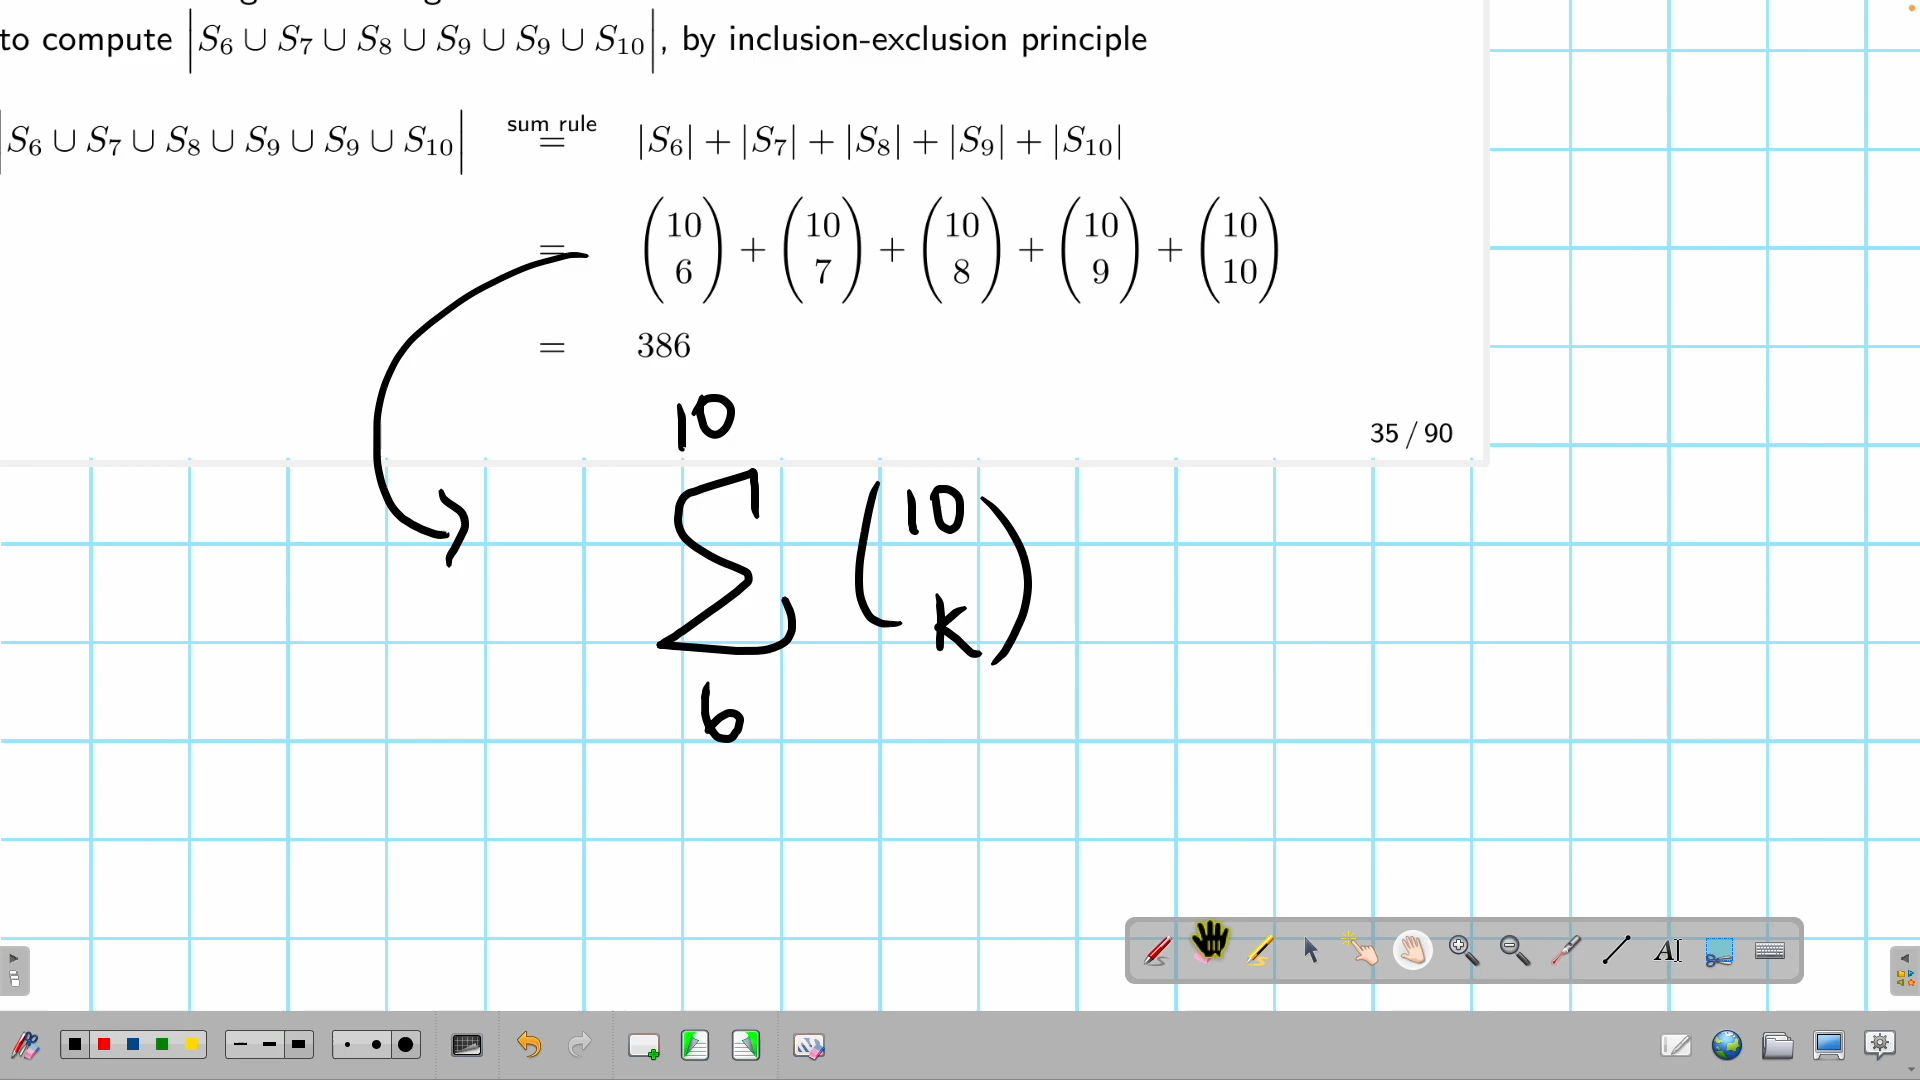 to compute |S₆ ∪ S₇ ∪ S₈ ∪ S₉ ∪ S₉ ∪ S₁₀|, by inclusion-exclusion principle
|S₆ ∪ S₇ ∪ S₈ ∪ S₉ ∪ S₉ ∪ S₁₀| sum rule = |S₆| + |S₇| + |S₈| + |S₉| + |S₁₀|
= (10 6) + (10 7) + (10 8) + (10 9) + (10 10)
= 386
35 / 90
10
∑ (10 K)
6